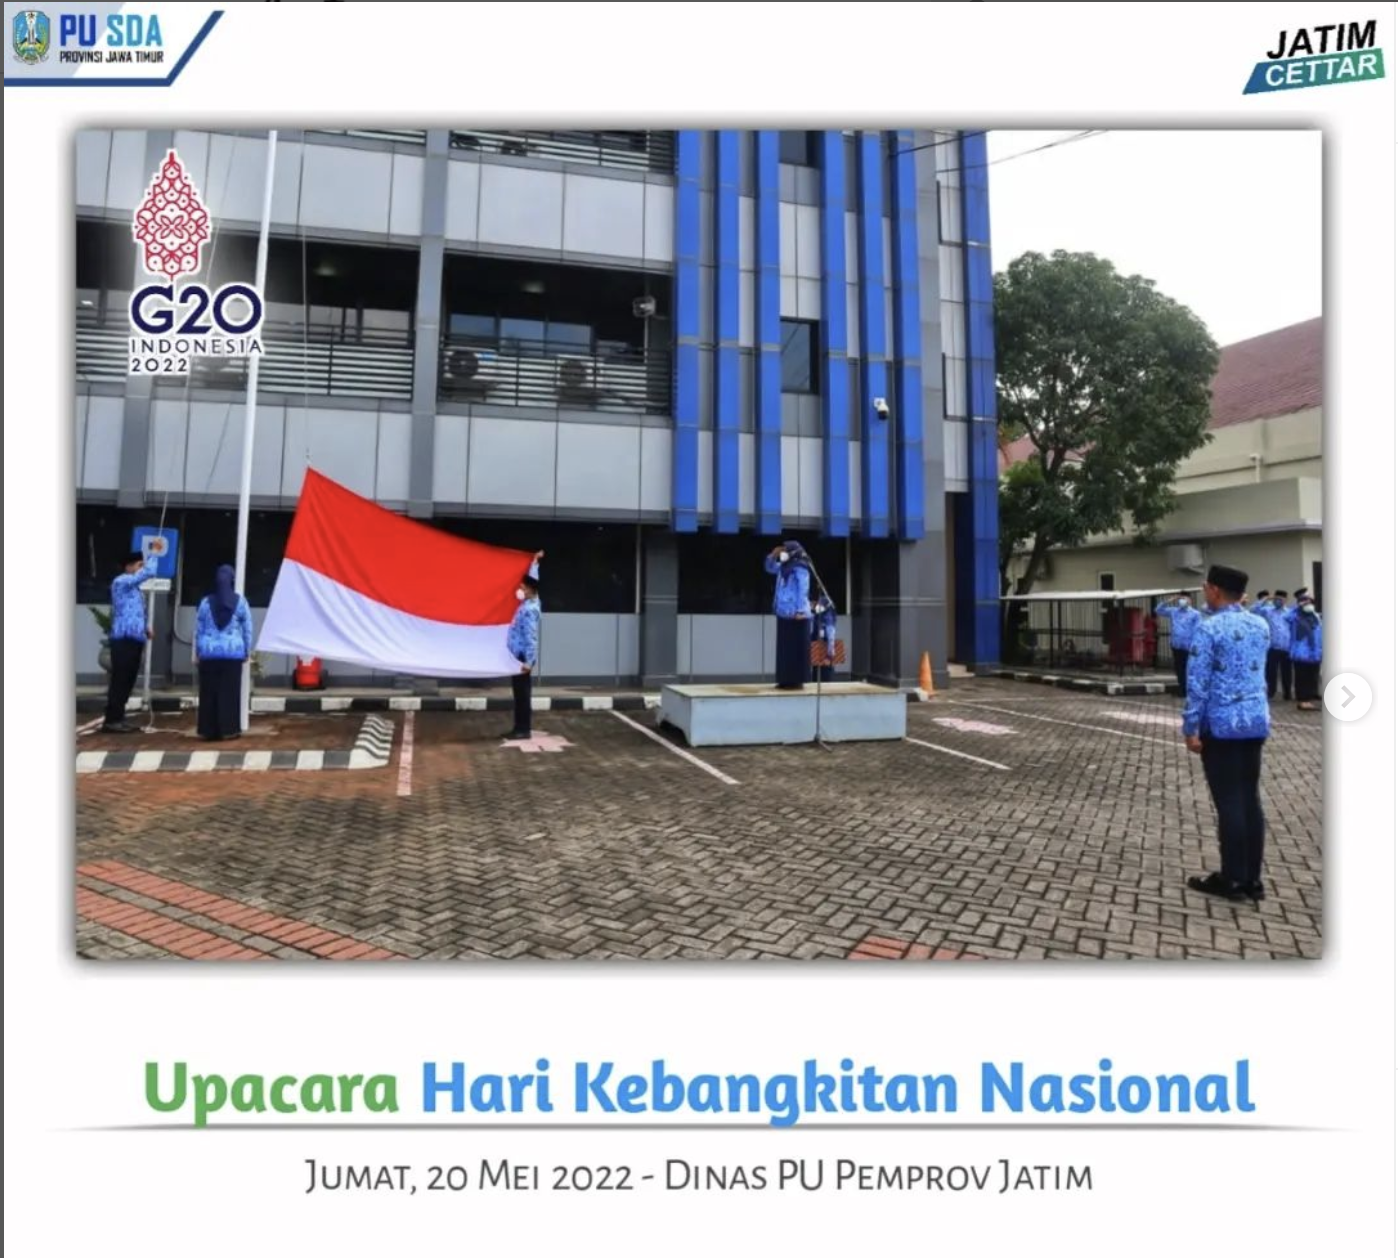 PU SDA
PROVINSI JAWA TIMUR
JATIM
CETTAR
G20
INDONESIA
2022
P
Upacara Hari Kebangkitan Nasional
Jumat, 20 Mei 2022 - Dinas PU Pemprov Jatim